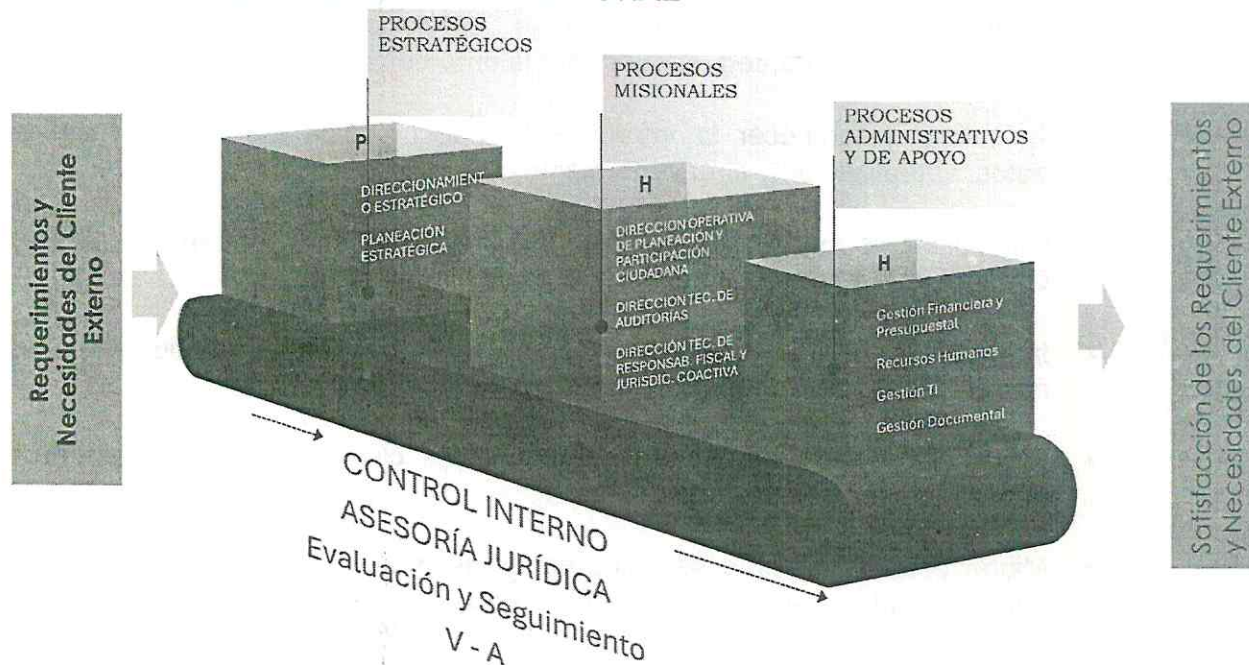 Requerimientos y
Necesidades del Cliente
Externo
PROCESOS
ESTRATÉGICOS
P
DIRECCIONAMIENT
O ESTRATÉGICO
PLANEACIÓN
ESTRATÉGICA
PROCESOS
MISIONALES
H
DIRECCION OPERATIVA
DE PLANEACIÓN Y
PARTICIPACIÓN
CIUDADANA
DIRECCION TEC. DE
AUDITORIAS
DIRECCIÓN TEC. DE
RESPONSAB. FISCAL Y
JURISDIC. COACTIVA
PROCESOS
ADMINISTRATIVOS
Y DE APOYO
H
Gestión Financiera y
Presupuestal
Recursos Humanos
Gestión TI
Gestión Documental
CONTROL INTERNO
ASESORÍA JURÍDICA
Evaluación y Seguimiento
V - A
Satisfacción de los Requerimientos
y Necesidades del Cliente Externo